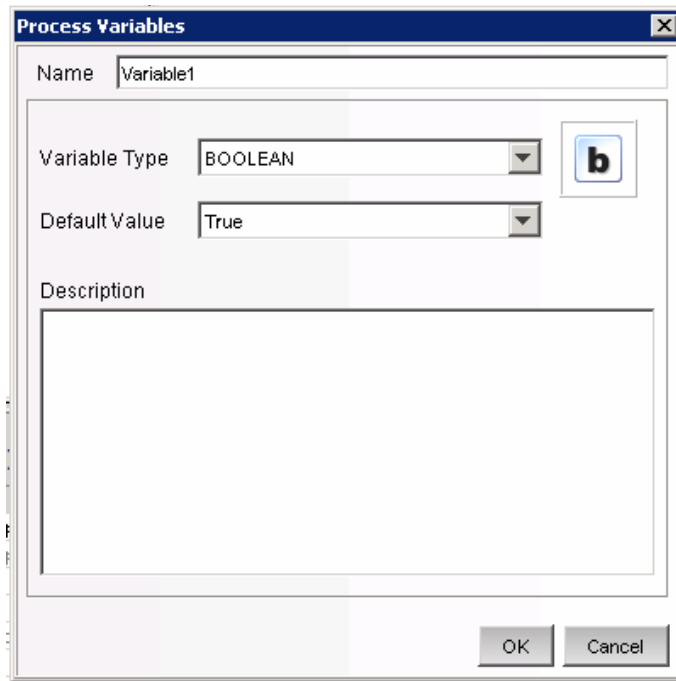 Process Variables
Name Variable1
Variable Type BOOLEAN b
Default Value True
Description
OK Cancel